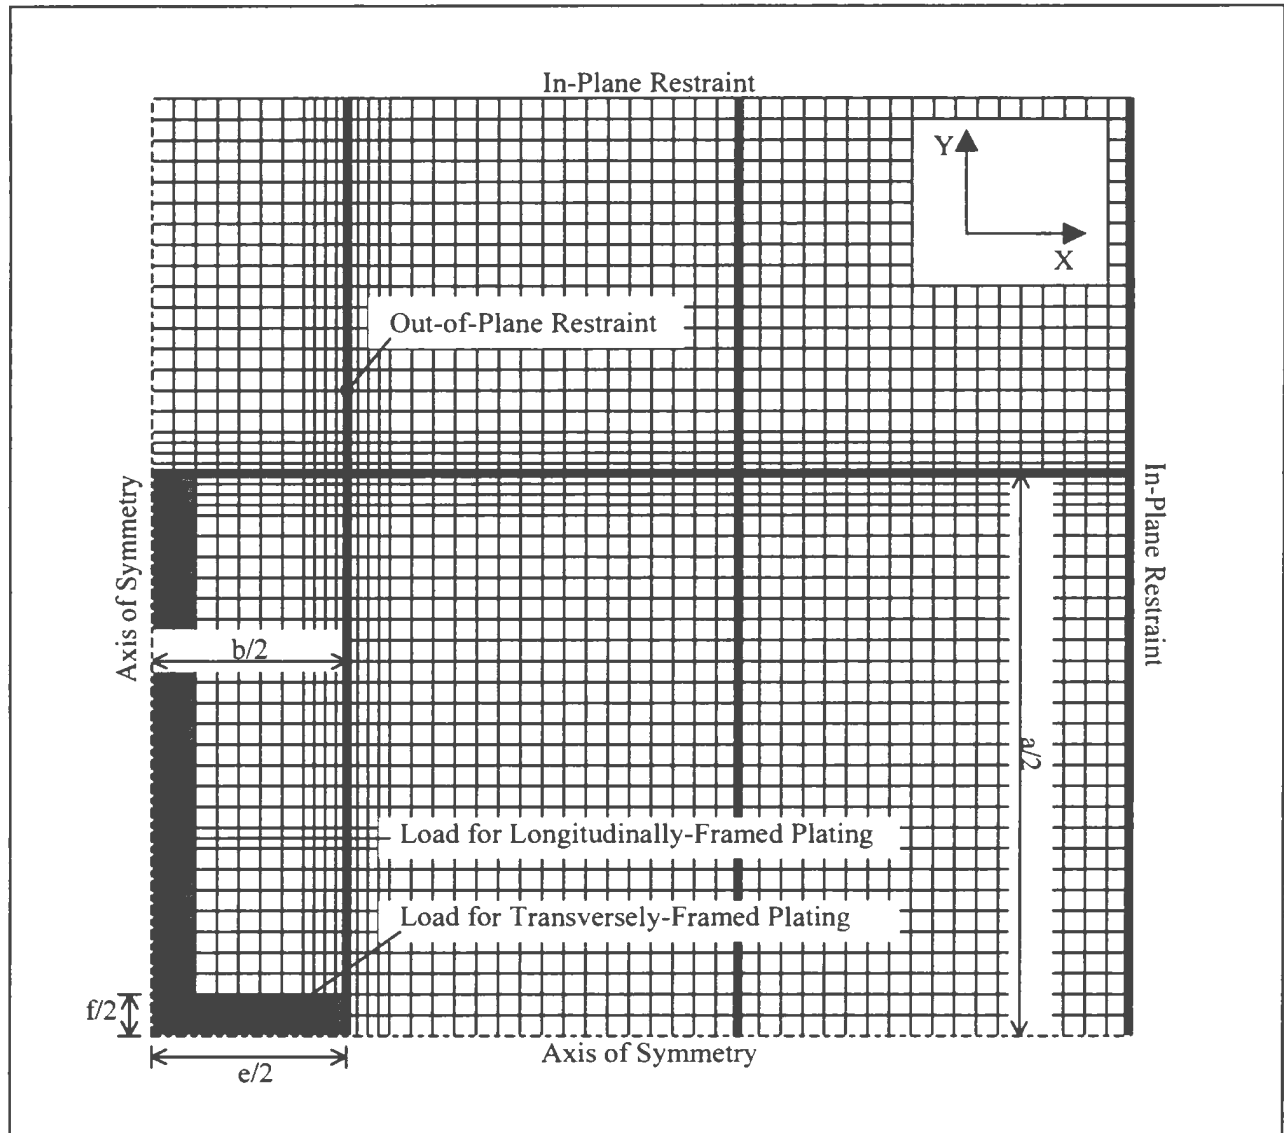 In-Plane Restraint
Y
X
Out-of-Plane Restraint
Axis of Symmetry
In-Plane Restraint
b/2
a/2
Load for Longitudinally-Framed Plating
Load for Transversely-Framed Plating
f/2
Axis of Symmetry
e/2